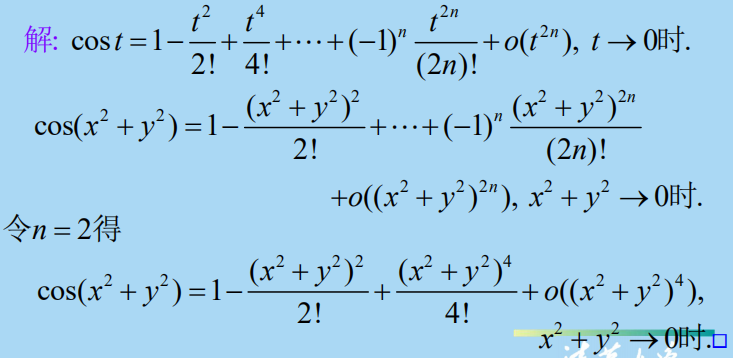 解: cos t = 1 − t²/2! + t⁴/4! + ⋯ + (−1)ⁿ t²ⁿ/(2n)! + o(t²ⁿ), t → 0时.
cos(x² + y²) = 1 − (x² + y²)²/2! + ⋯ + (−1)ⁿ (x² + y²)²ⁿ/(2n)!
+o((x² + y²)²ⁿ), x² + y² → 0时.
令n = 2得
cos(x² + y²) = 1 − (x² + y²)²/2! + (x² + y²)⁴/4! + o((x² + y²)⁴),
x² + y² → 0时.□